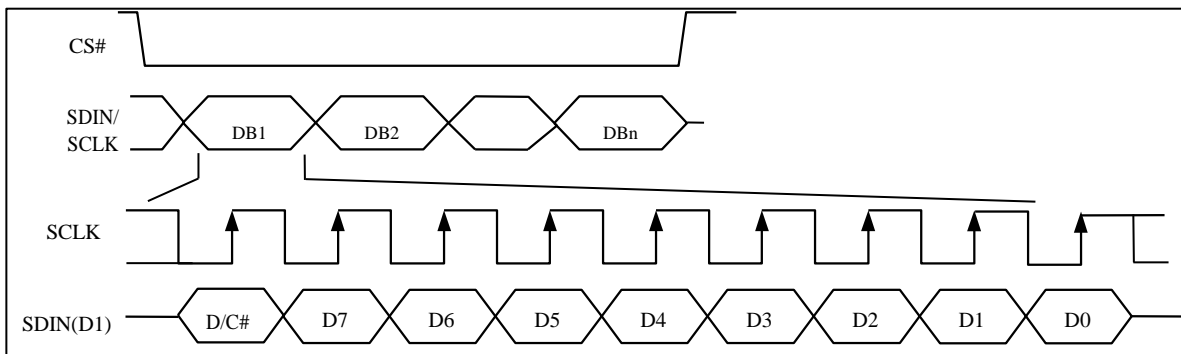 CS#
SDIN/
SCLK
DB1
DB2
DBn
SCLK
SDIN(D1)
D/C#
D7
D6
D5
D4
D3
D2
D1
D0